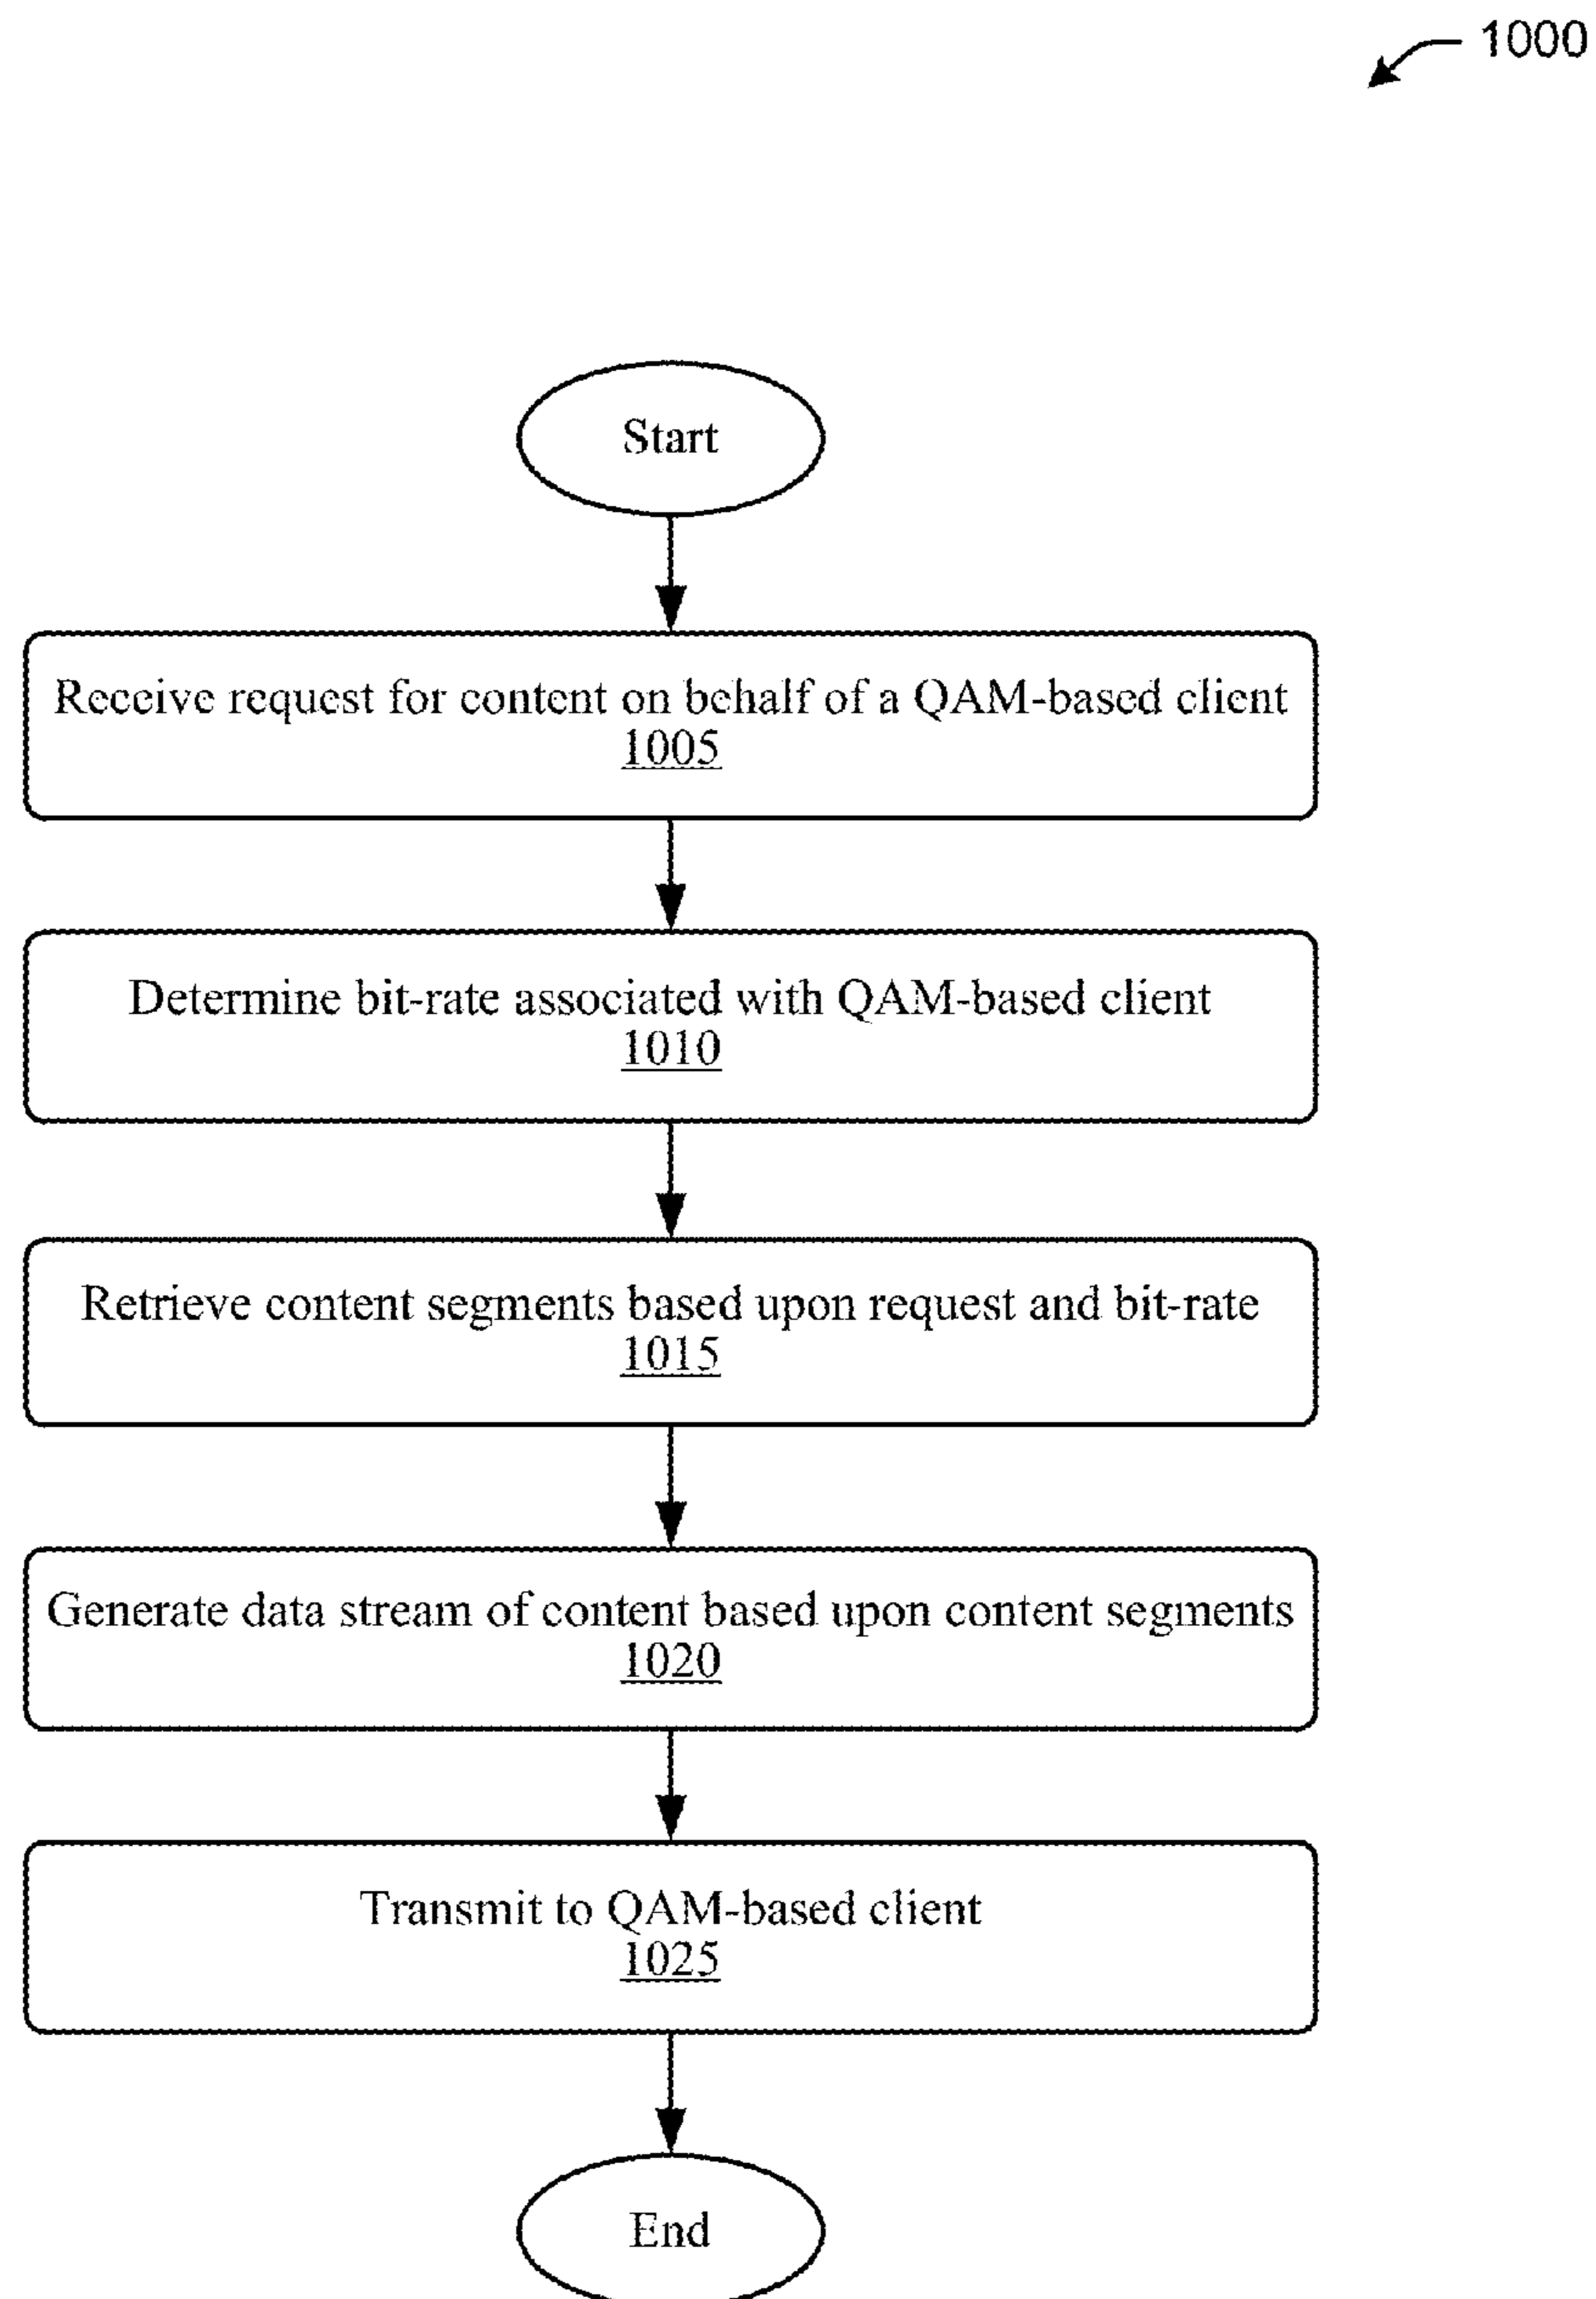 1000
Start
Receive request for content on behalf of a QAM-based client
1005
Determine bit-rate associated with QAM-based client
1010
Retrieve content segments based upon request and bit-rate
1015
Generate data stream of content based upon content segments
1020
Transmit to QAM-based client
1025
End